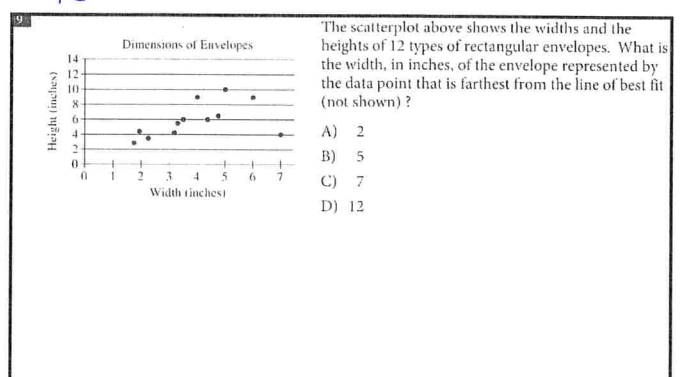 9
The scatterplot above shows the widths and the
heights of 12 types of rectangular envelopes. What is
the width, in inches, of the envelope represented by
the data point that is farthest from the line of best fit
(not shown) ?
A) 2
B) 5
C) 7
D) 12
Dimensions of Envelopes
Height (inches)
14
12
10
8
6
4
2
0
0 1 2 3 4 5 6 7
Width (inches)